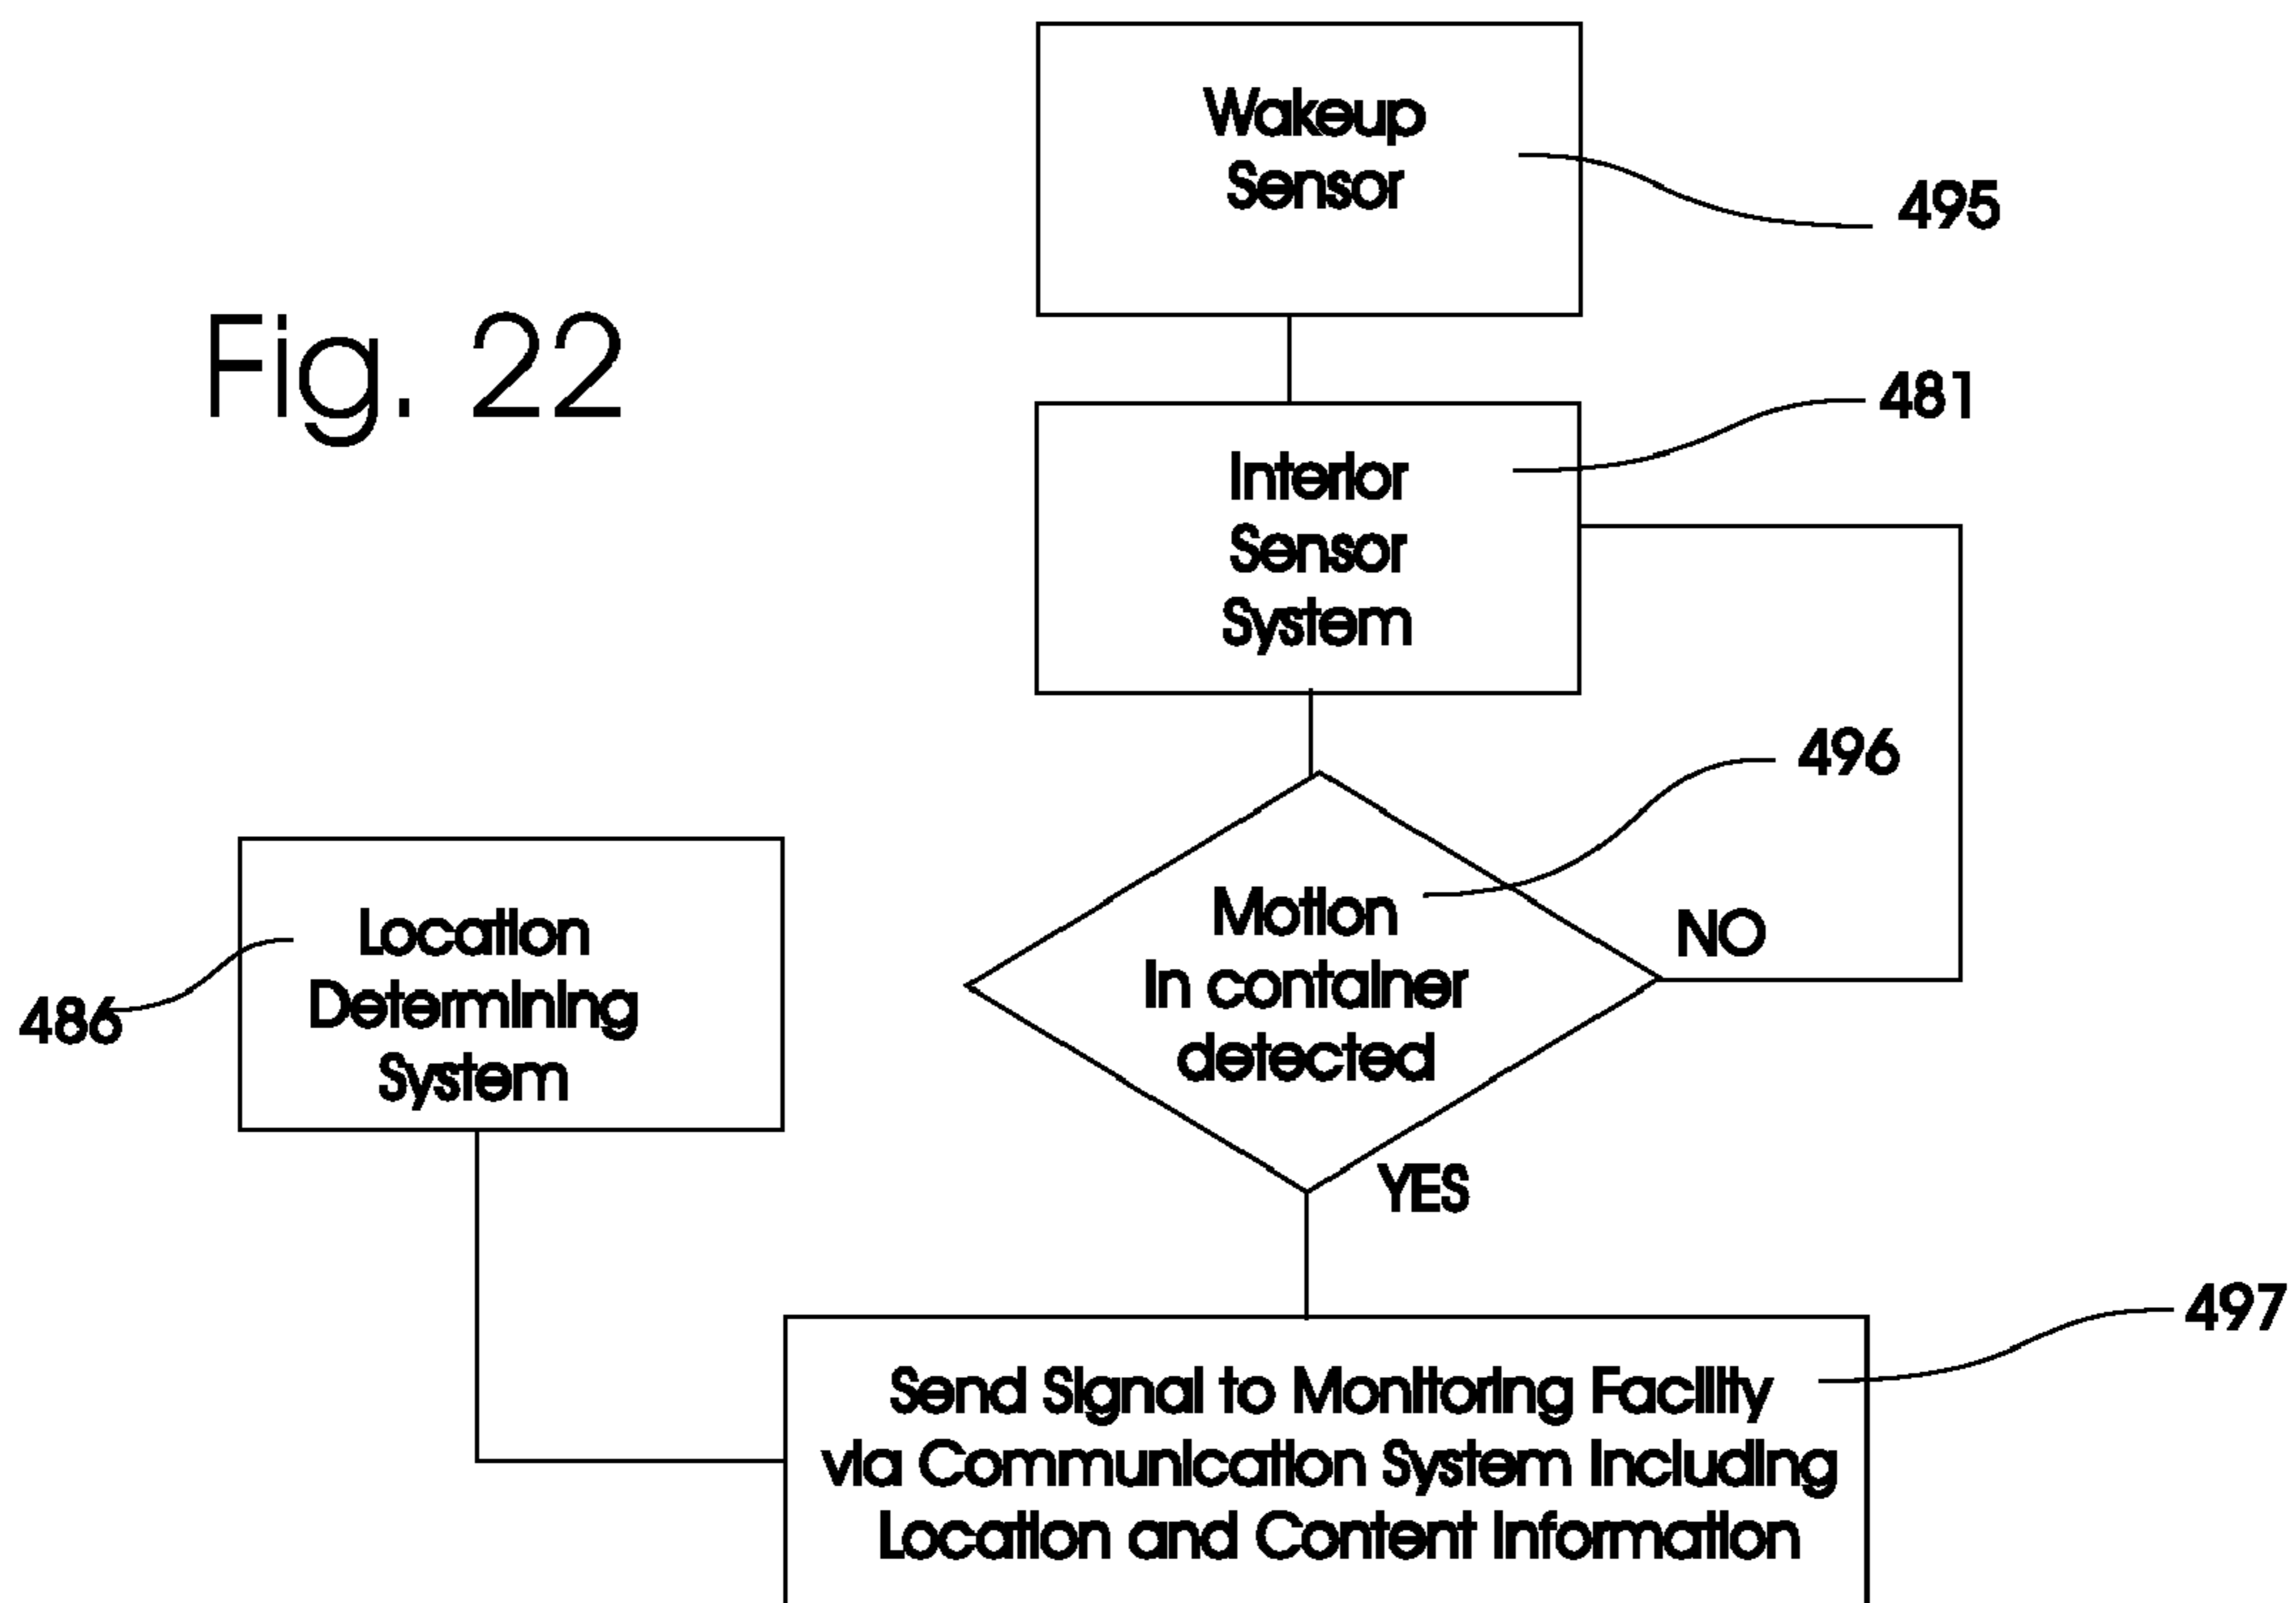 Wakeup
Sensor
495
Fig. 22
481
Interior
Sensor
System
496
Motion
In container
detected
NO
Location
Determining
System
486
YES
497
Send Signal to Monitoring Facility
via Communication System Including
Location and Content Information